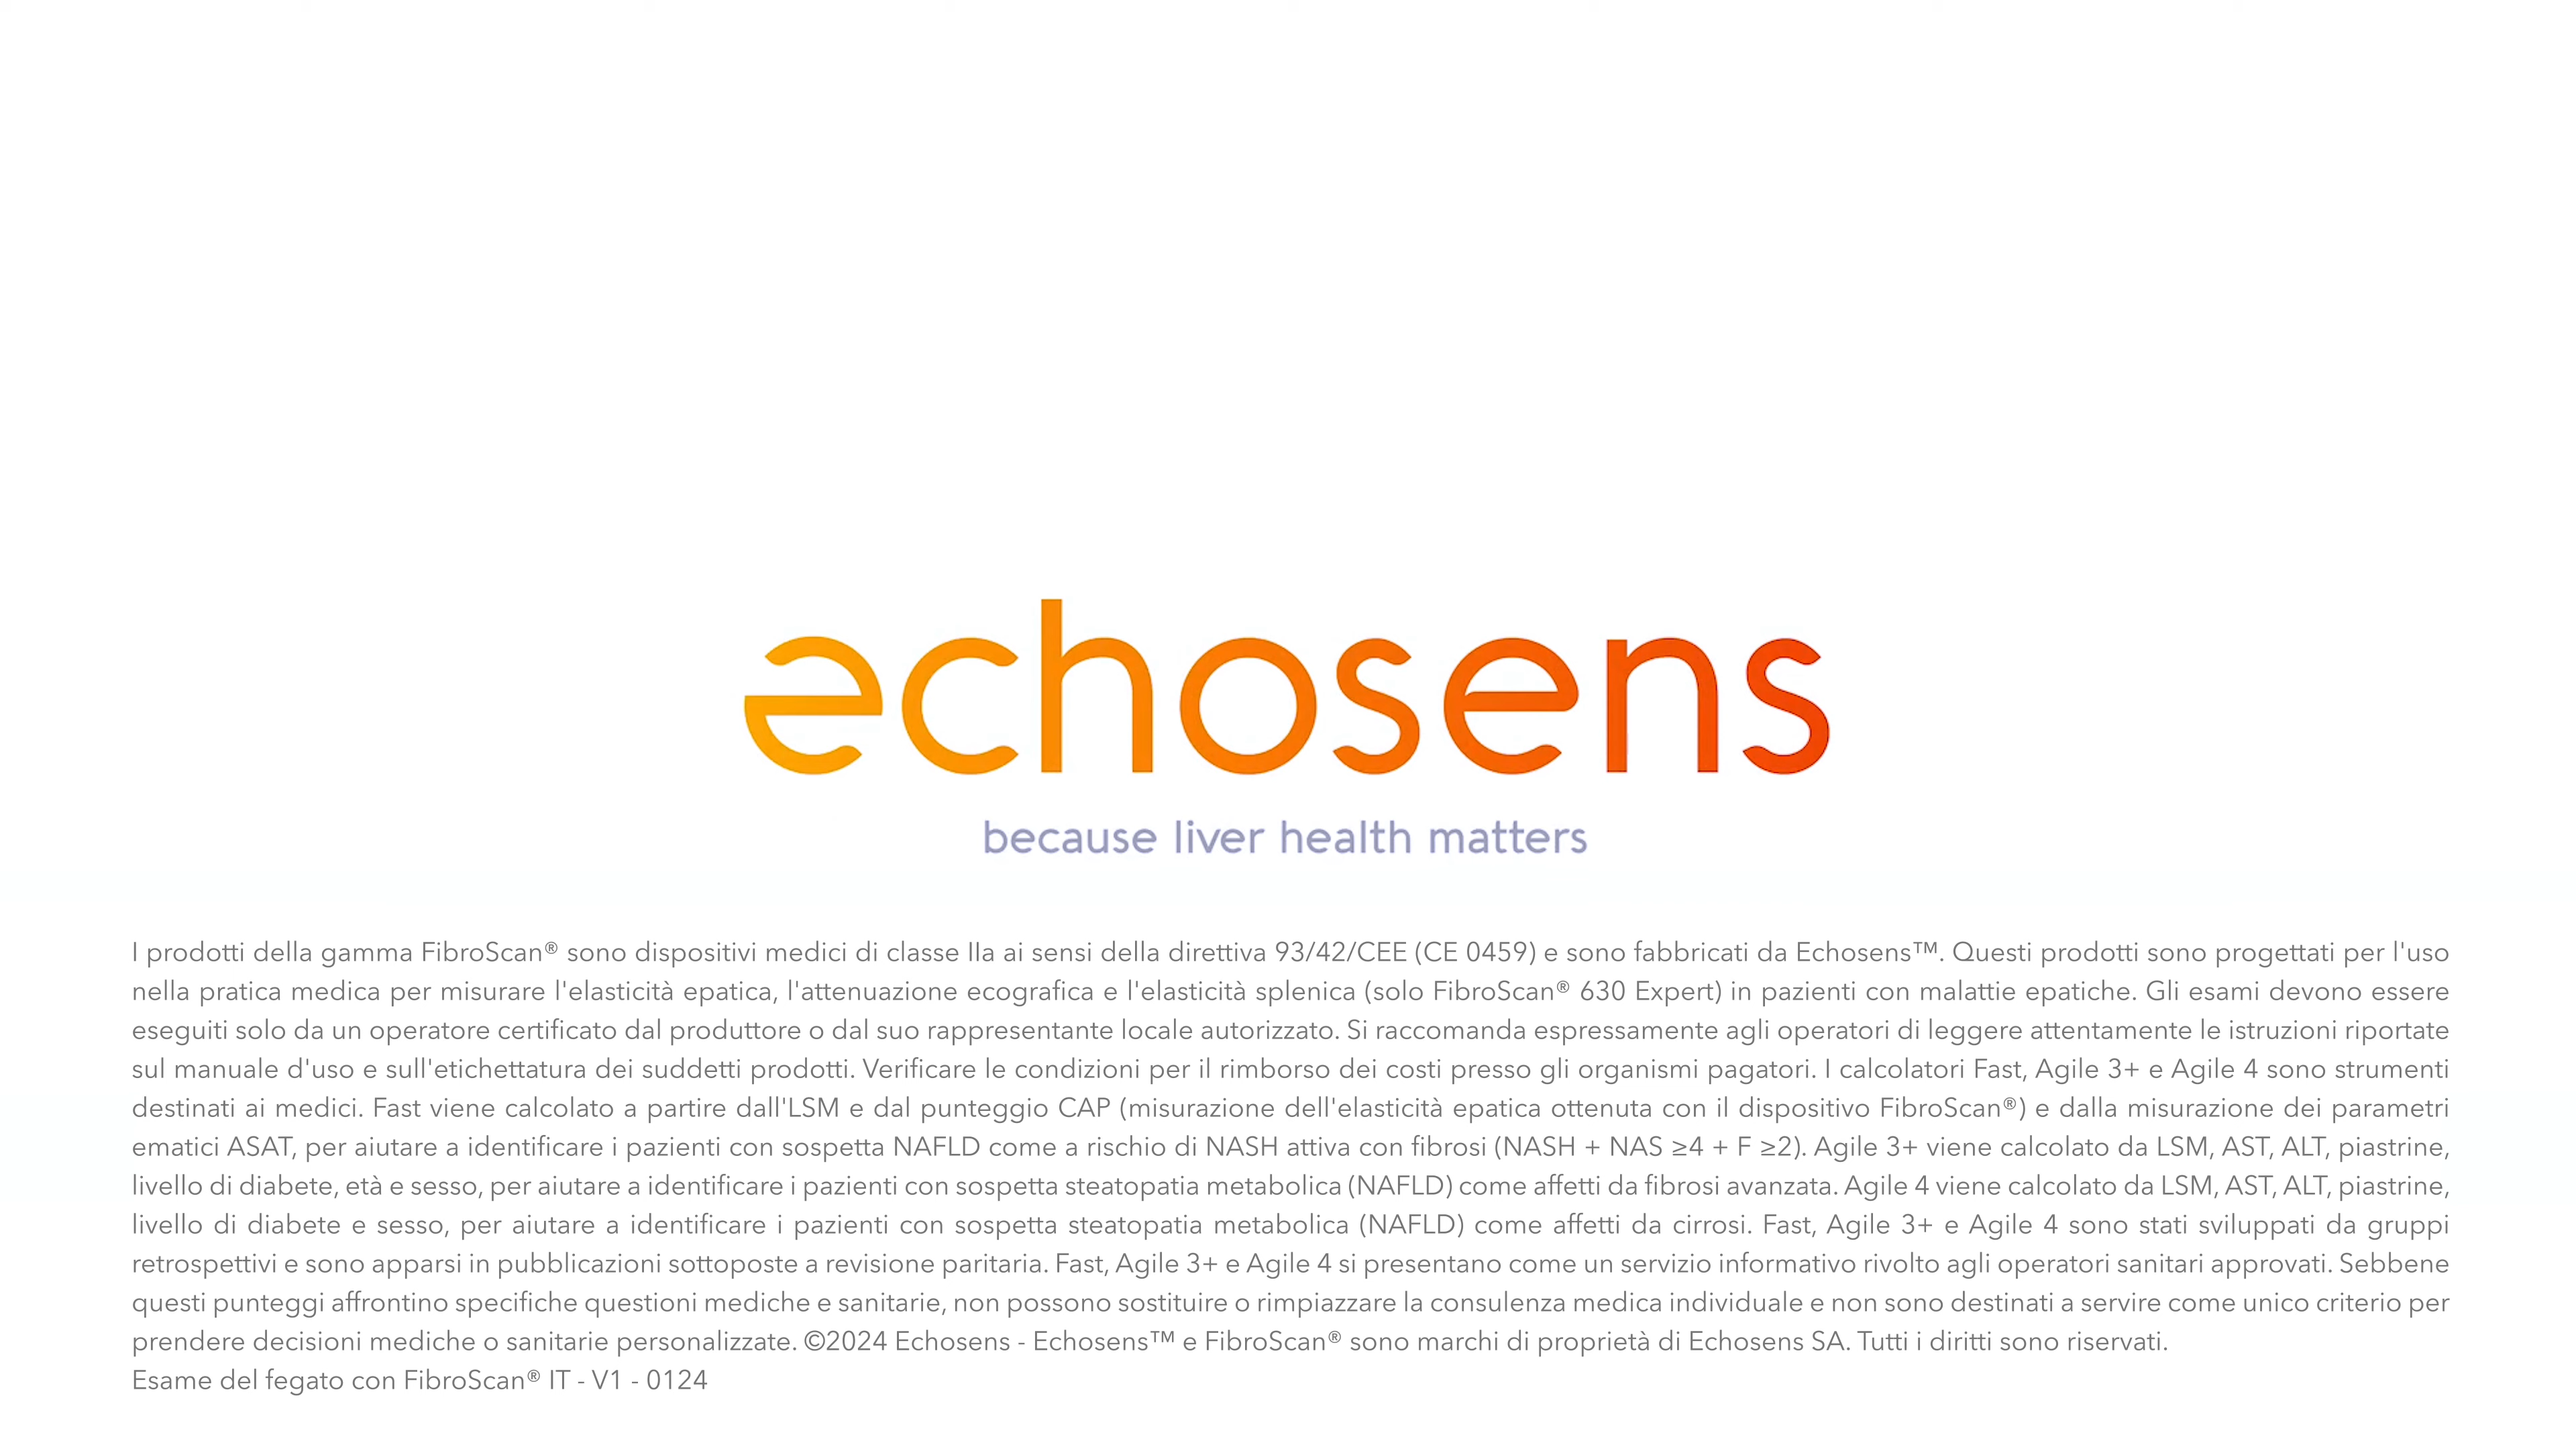 echosens
because liver health matters
I prodotti della gamma FibroScan® sono dispositivi medici di classe IIa ai sensi della direttiva 93/42/CEE (CE 0459) e sono fabbricati da Echosens™. Questi prodotti sono progettati per l'uso
nella pratica medica per misurare l'elasticità epatica, l'attenuazione ecografica e l'elasticità splenica (solo FibroScan® 630 Expert) in pazienti con malattie epatiche. Gli esami devono essere
eseguiti solo da un operatore certificato dal produttore o dal suo rappresentante locale autorizzato. Si raccomanda espressamente agli operatori di leggere attentamente le istruzioni riportate
sul manuale d'uso e sull'etichettatura dei suddetti prodotti. Verificare le condizioni per il rimborso dei costi presso gli organismi pagatori. I calcolatori Fast, Agile 3+ e Agile 4 sono strumenti
destinati ai medici. Fast viene calcolato a partire dall'LSM e dal punteggio CAP (misurazione dell'elasticità epatica ottenuta con il dispositivo FibroScan®) e dalla misurazione dei parametri
ematici ASAT, per aiutare a identificare i pazienti con sospetta NAFLD come a rischio di NASH attiva con fibrosi (NASH + NAS ≥4 + F ≥2). Agile 3+ viene calcolato da LSM, AST, ALT, piastrine,
livello di diabete, età e sesso, per aiutare a identificare i pazienti con sospetta steatopatia metabolica (NAFLD) come affetti da fibrosi avanzata. Agile 4 viene calcolato da LSM, AST, ALT, piastrine,
livello di diabete e sesso, per aiutare a identificare i pazienti con sospetta steatopatia metabolica (NAFLD) come affetti da cirrosi. Fast, Agile 3+ e Agile 4 sono stati sviluppati da gruppi
retrospettivi e sono apparsi in pubblicazioni sottoposte a revisione paritaria. Fast, Agile 3+ e Agile 4 si presentano come un servizio informativo rivolto agli operatori sanitari approvati. Sebbene
questi punteggi affrontino specifiche questioni mediche e sanitarie, non possono sostituire o rimpiazzare la consulenza medica individuale e non sono destinati a servire come unico criterio per
prendere decisioni mediche o sanitarie personalizzate. ©2024 Echosens - Echosens™ e FibroScan® sono marchi di proprietà di Echosens SA. Tutti i diritti sono riservati.
Esame del fegato con FibroScan® IT - V1 - 0124